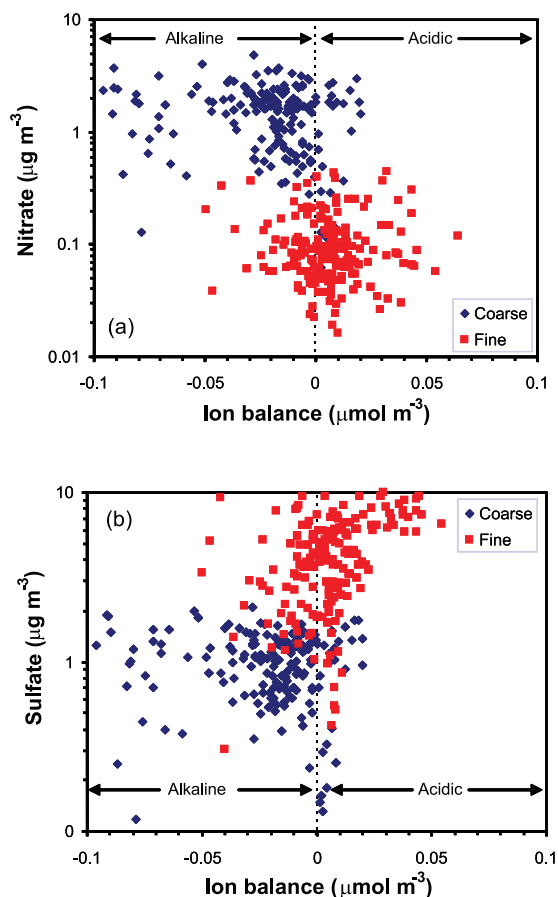 Alkaline Acidic
10
1
0.1
0.01
Nitrate (μg m⁻³)
(a)
Coarse
Fine
-0.1 -0.05 0 0.05 0.1
Ion balance (μmol m⁻³)
10
1
0
Sulfate (μg m⁻³)
(b)
Coarse
Fine
Alkaline Acidic
-0.1 -0.05 0 0.05 0.1
Ion balance (μmol m⁻³)